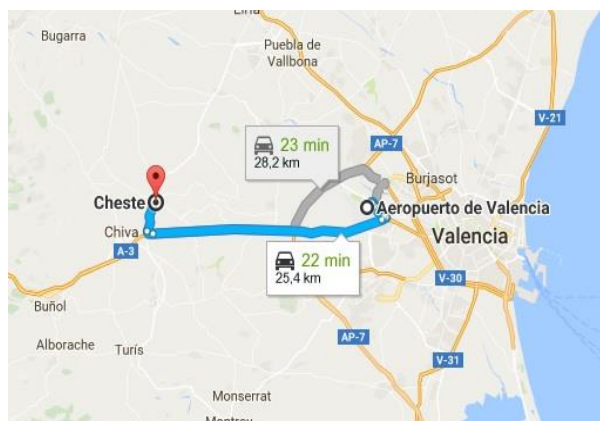 Liria
Bugarra
Puebla de
Vallbona
V-21
23 min
28,2 km
AP-7
Burjasot
Cheste
Aeropuerto de Valencia
Chiva
Valencia
A-3
22 min
25,4 km
V-30
Buñol
AP-7
Alborache
Turís
V-31
Monserrat